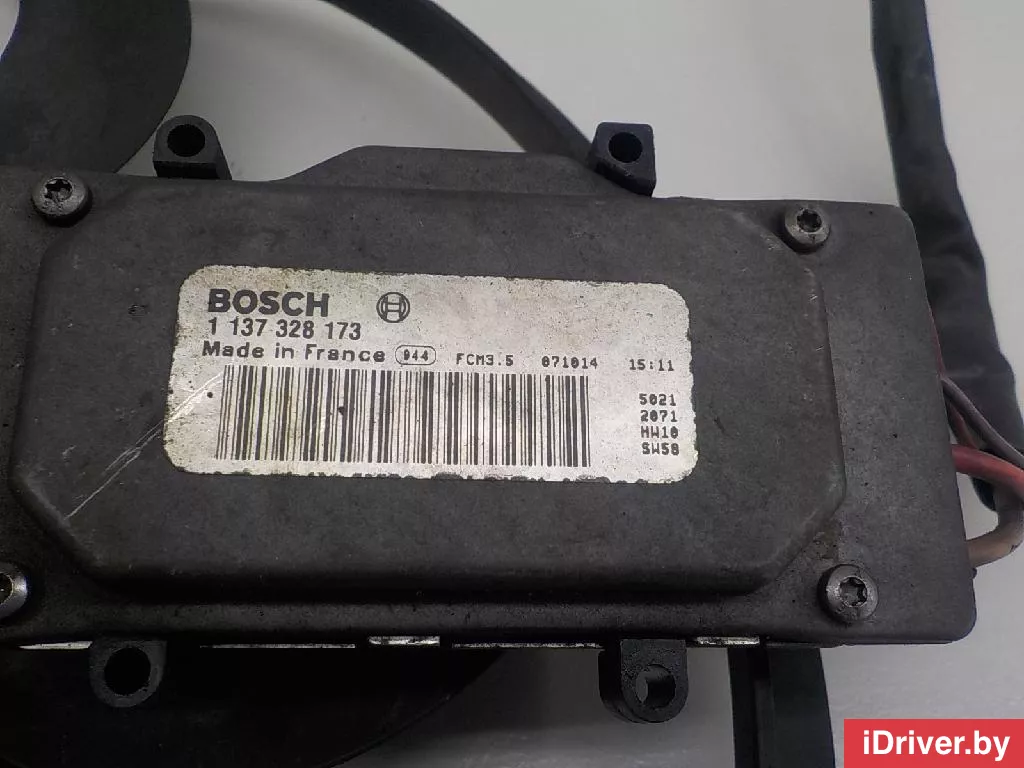 BOSCH
1 137 328 173
Made in France 944 FCM3.5 071014 15:11
5021
2071
HW10
SW50
iDriver.by